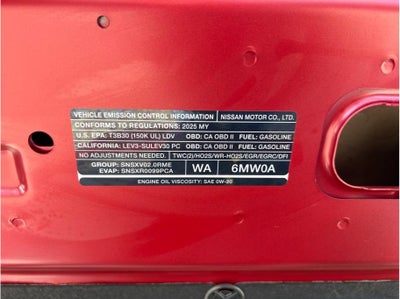 VEHICLE EMISSION CONTROL INFORMATION NISSAN MOTOR CO., LTD.
CONFORMS TO REGULATIONS: 2025 MY
U.S. EPA: T3B30 (150K UL) LDV OBD: CA OBD II FUEL: GASOLINE
CALIFORNIA: LEV3-SULEV30 PC OBD: CA OBD II FUEL: GASOLINE
NO ADJUSTMENTS NEEDED. TWC(2)/HO2S/WR-HO2S/EGR/EGRC/DFI
GROUP: SNSXV02.0RME
EVAP: SNSXR0099PCA WA 6MW0A
ENGINE OIL VISCOSITY: SAE 0W-20